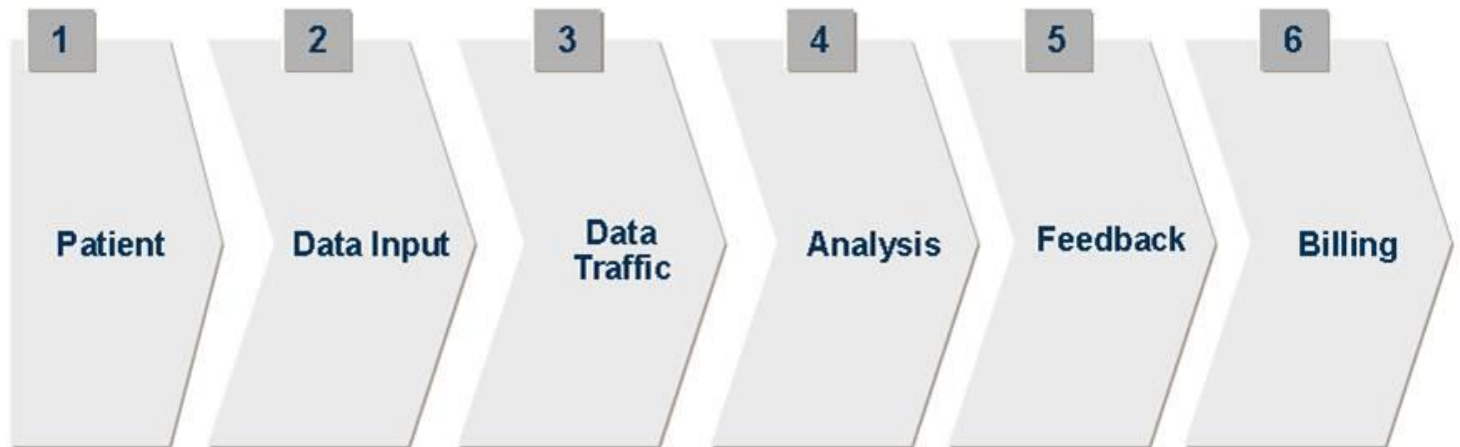 1
2
3
4
5
6
Patient
Data Input
Data
Traffic
Analysis
Feedback
Billing